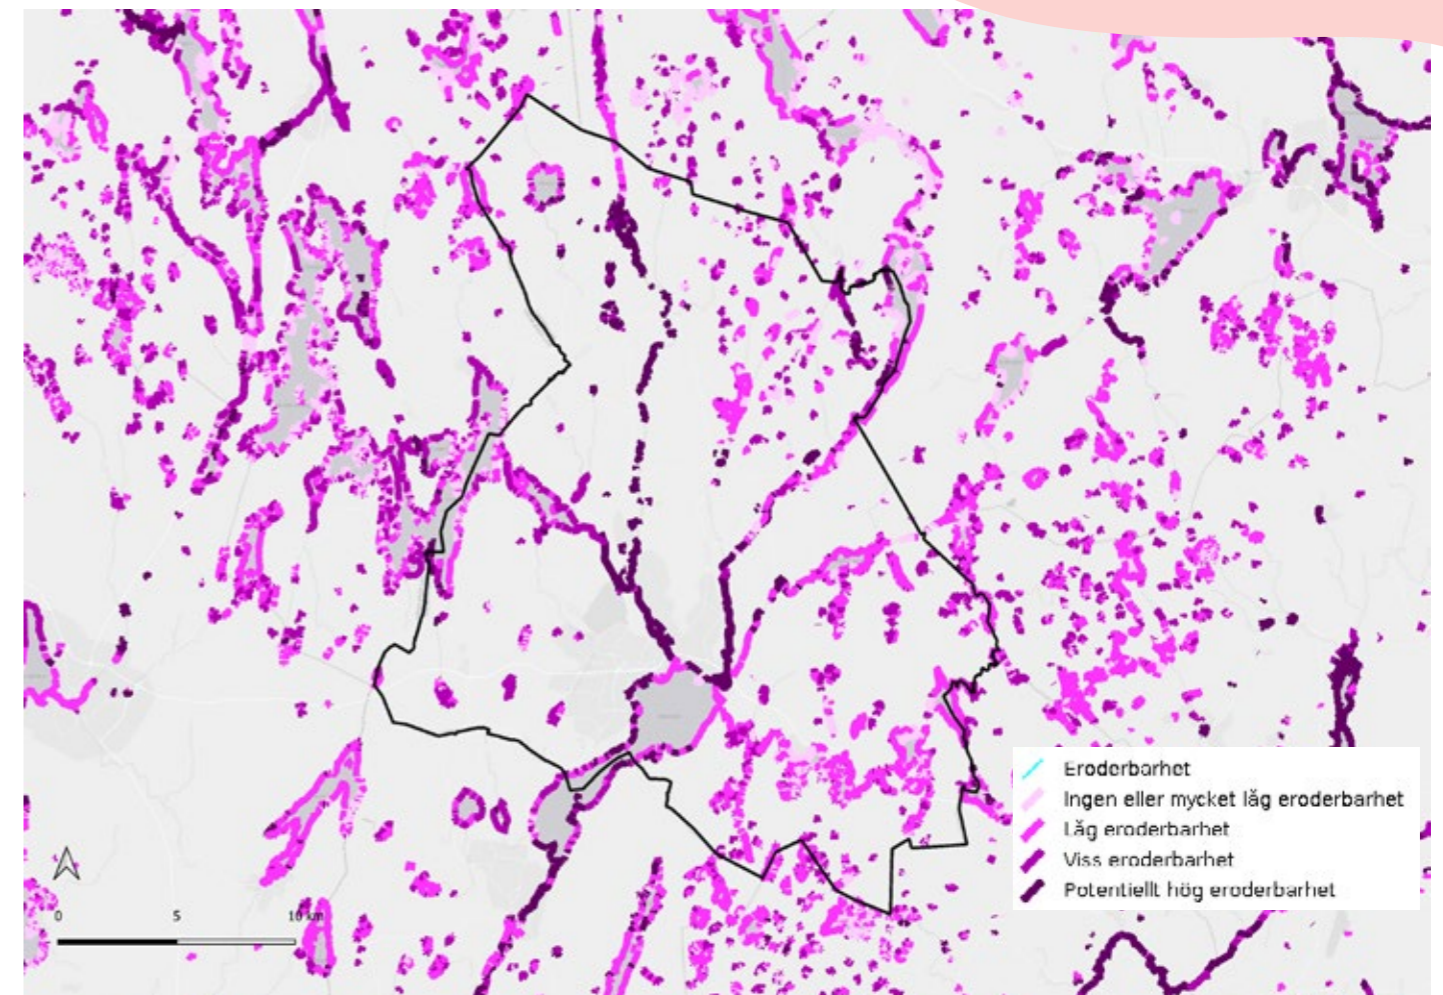 Eroderbarhet
Ingen eller mycket låg eroderbarhet
Låg eroderbarhet
Viss eroderbarhet
Potentiellt hög eroderbarhet
0 5 10 km